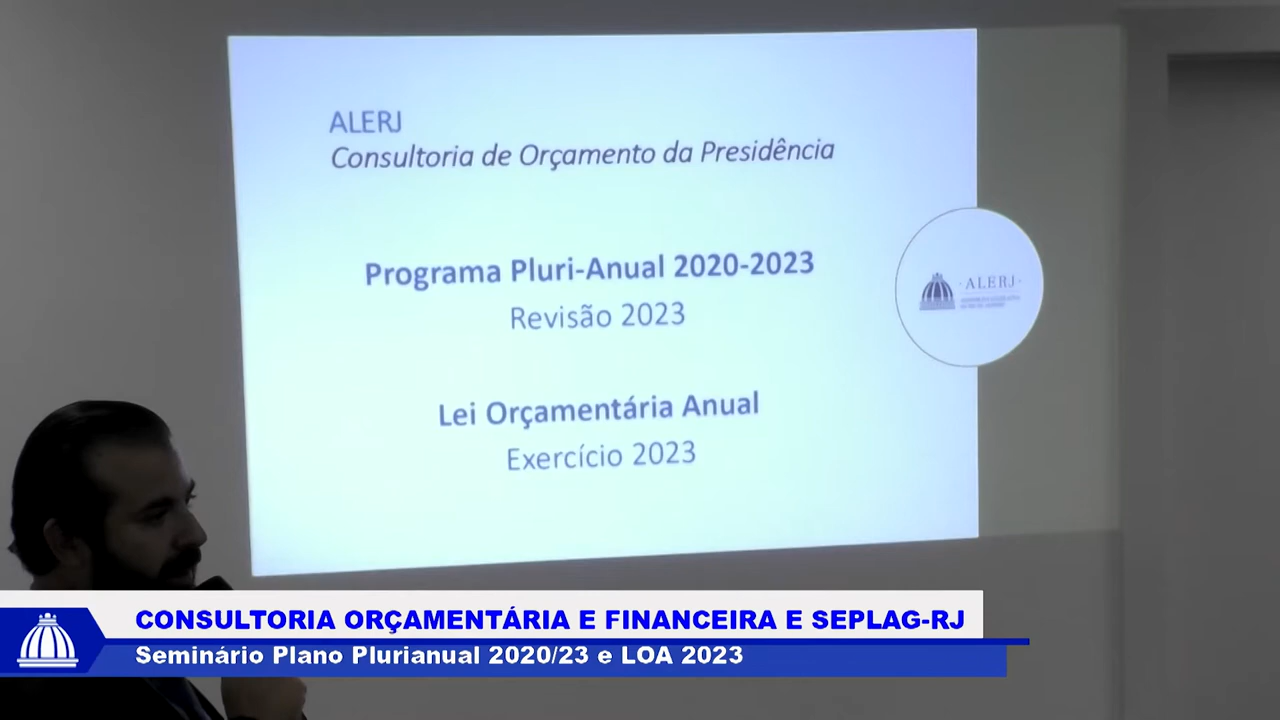 ALERJ
Consultoria de Orçamento da Presidência
Programa Pluri-Anual 2020-2023
Revisão 2023
Lei Orçamentária Anual
Exercício 2023
·ALERJ·
CONSULTORIA ORÇAMENTÁRIA E FINANCEIRA E SEPLAG-RJ
Seminário Plano Plurianual 2020/23 e LOA 2023